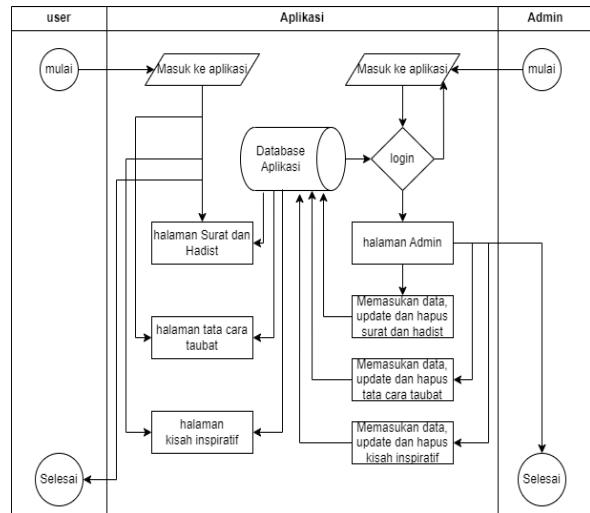 user
Aplikasi
Admin
mulai
Masuk ke aplikasi
Masuk ke aplikasi
mulai
Database
Aplikasi
login
halaman Surat dan
Hadist
halaman Admin
Memasukan data,
update dan hapus
surat dan hadist
halaman tata cara
taubat
Memasukan data,
update dan hapus
tata cara taubat
halaman
kisah inspiratif
Memasukan data,
update dan hapus
kisah inspiratif
Selesai
Selesai